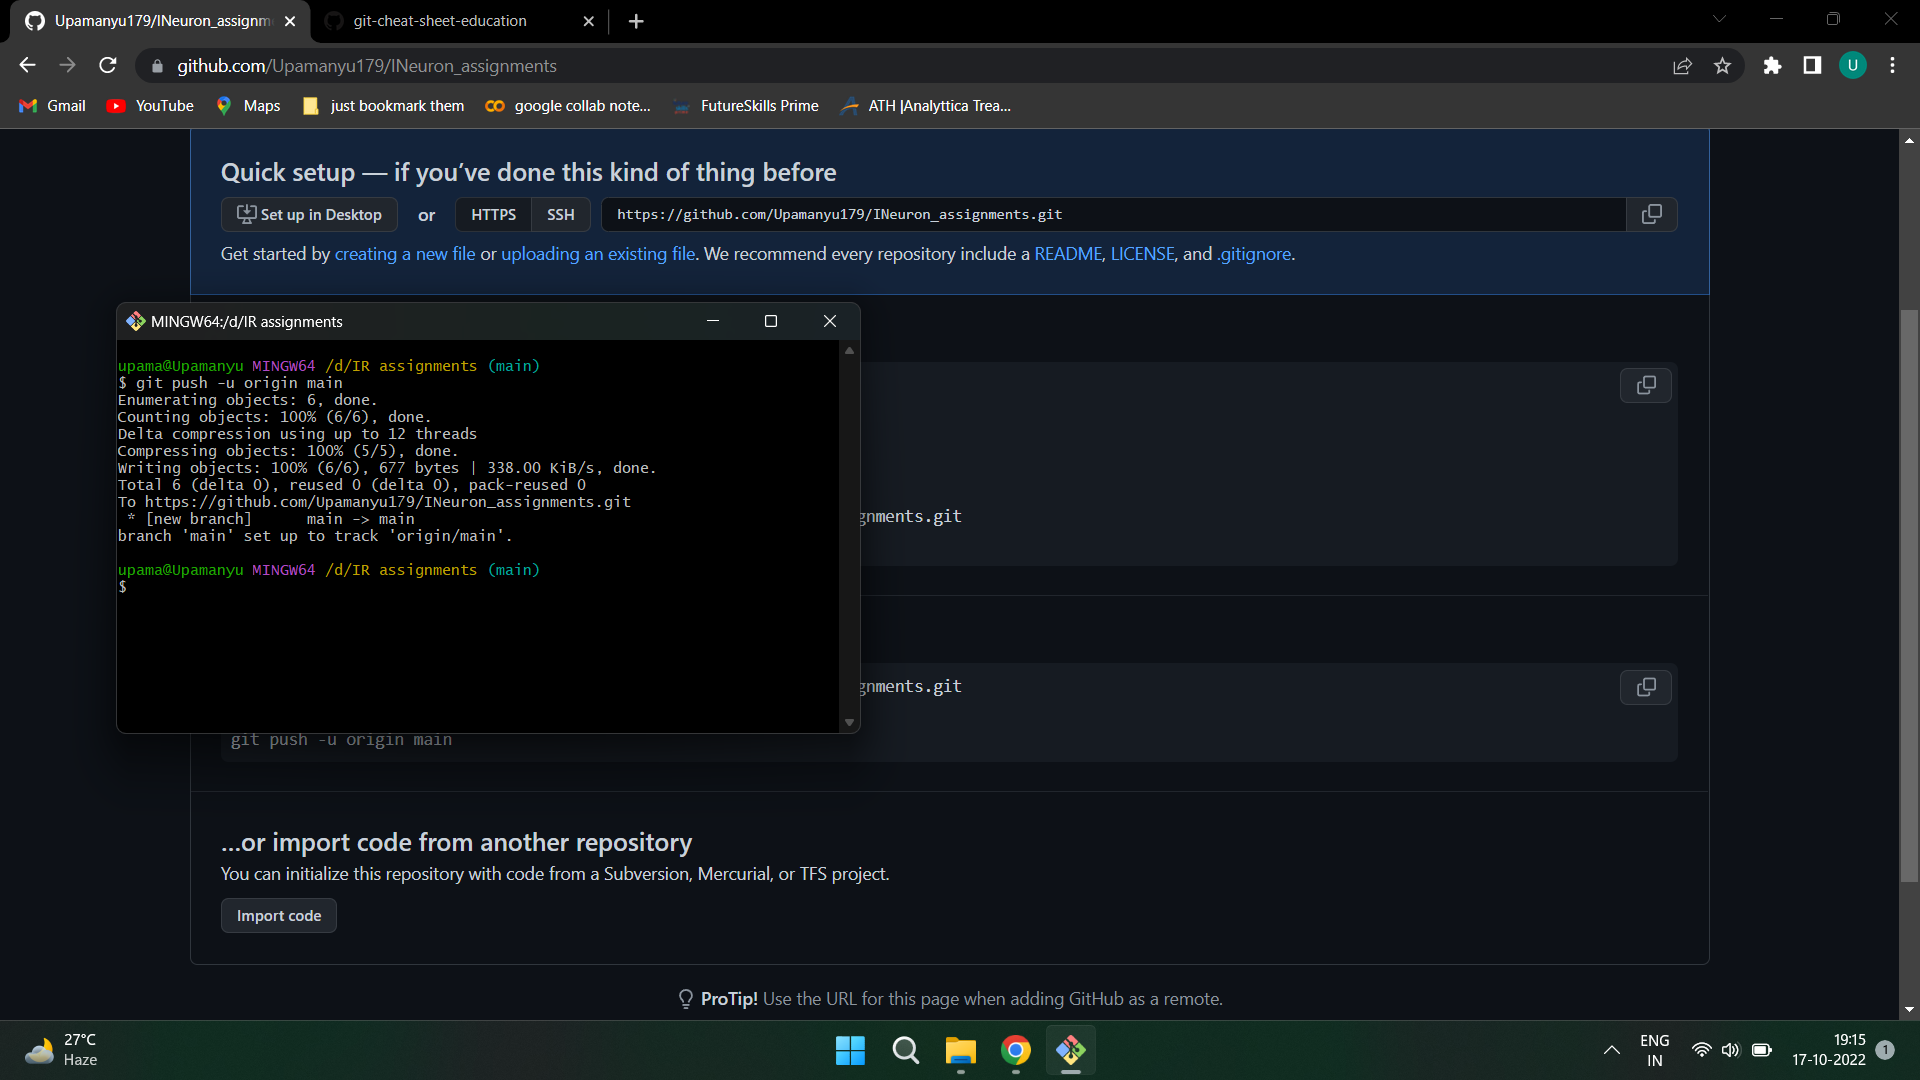 Upamanyu179/INeuron_assignm
git-cheat-sheet-education
github.com/Upamanyu179/INeuron_assignments
U
Gmail
YouTube
Maps
just bookmark them
google collab note...
FutureSkills Prime
ATH |Analyttica Trea...
Quick setup — if you’ve done this kind of thing before
Set up in Desktop or HTTPS SSH https://github.com/Upamanyu179/INeuron_assignments.git
Get started by creating a new file or uploading an existing file. We recommend every repository include a README, LICENSE, and .gitignore.
MINGW64:/d/IR assignments
upama@Upamanyu MINGW64 /d/IR assignments (main)
$ git push -u origin main
Enumerating objects: 6, done.
Counting objects: 100% (6/6), done.
Delta compression using up to 12 threads
Compressing objects: 100% (5/5), done.
Writing objects: 100% (6/6), 677 bytes | 338.00 KiB/s, done.
Total 6 (delta 0), reused 0 (delta 0), pack-reused 0
To https://github.com/Upamanyu179/INeuron_assignments.git
* [new branch] main -> main
branch 'main' set up to track 'origin/main'.
upama@Upamanyu MINGW64 /d/IR assignments (main)
$
gnments.git
gnments.git
git push -u origin main
...or import code from another repository
You can initialize this repository with code from a Subversion, Mercurial, or TFS project.
Import code
ProTip! Use the URL for this page when adding GitHub as a remote.
27°C
Haze
ENG
IN
19:15
17-10-2022
1